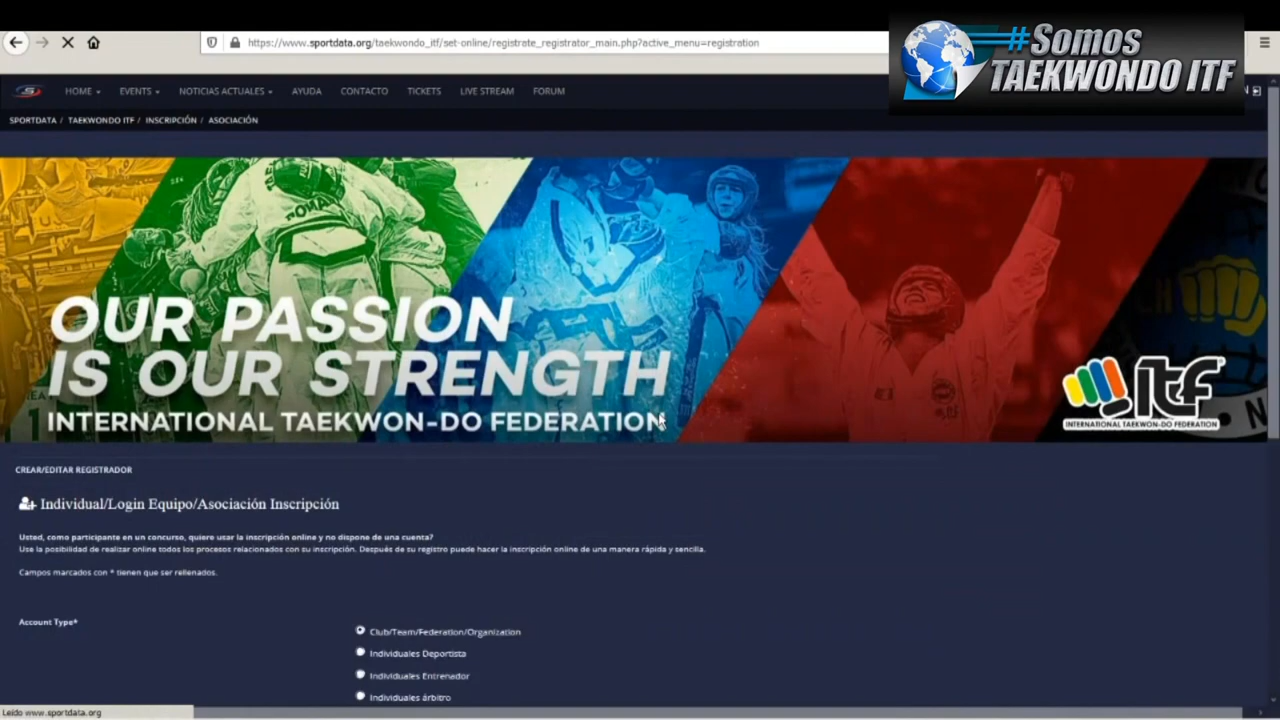 #Somos
TAEKWONDO ITF
https://www.sportdata.org/taekwondo_itf/set-online/registrate_registrator_main.php?active_menu=registration
HOME EVENTS NOTICIAS ACTUALES AYUDA CONTACTO TICKETS LIVE STREAM FORUM
SPORTDATA / TAEKWONDO ITF / INSCRIPCIÓN / ASOCIACIÓN
OUR PASSION
IS OUR STRENGTH
INTERNATIONAL TAEKWON-DO FEDERATION
itf
INTERNATIONAL TAEKWON-DO FEDERATION
CREAR/EDITAR REGISTRADOR
Individual/Login Equipo/Asociación Inscripción
Usted, como participante en un concurso, quiero usar la inscripción online y no dispone de una cuenta?
Use la posibilidad de realizar online todos los procesos relacionados con su inscripción. Después de su registro puede hacer la inscripción online de una manera rápida y sencilla.
Campos marcados con * tienen que ser rellenados.
Account Type*
Club/Team/Federation/Organization
Individuales Deportista
Individuales Entrenador
Individuales árbitro
Leído www.sportdata.org